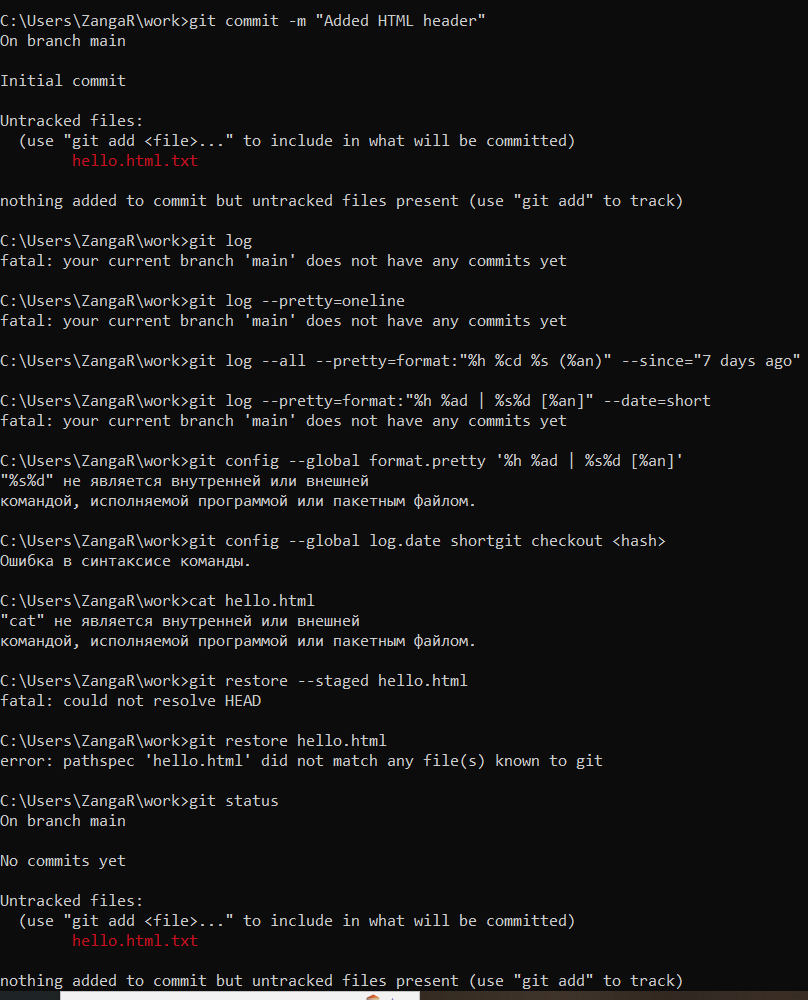 C:\Users\ZangaR\work>git commit -m "Added HTML header"
On branch main
Initial commit
Untracked files:
  (use "git add <file>..." to include in what will be committed)
        hello.html.txt
nothing added to commit but untracked files present (use "git add" to track)
C:\Users\ZangaR\work>git log
fatal: your current branch 'main' does not have any commits yet
C:\Users\ZangaR\work>git log --pretty=oneline
fatal: your current branch 'main' does not have any commits yet
C:\Users\ZangaR\work>git log --all --pretty=format:"%h %cd %s (%an)" --since="7 days ago"
C:\Users\ZangaR\work>git log --pretty=format:"%h %ad | %s%d [%an]" --date=short
fatal: your current branch 'main' does not have any commits yet
C:\Users\ZangaR\work>git config --global format.pretty '%h %ad | %s%d [%an]'
"%s%d" не является внутренней или внешней
командой, исполняемой программой или пакетным файлом.
C:\Users\ZangaR\work>git config --global log.date shortgit checkout <hash>
Ошибка в синтаксисе команды.
C:\Users\ZangaR\work>cat hello.html
"cat" не является внутренней или внешней
командой, исполняемой программой или пакетным файлом.
C:\Users\ZangaR\work>git restore --staged hello.html
fatal: could not resolve HEAD
C:\Users\ZangaR\work>git restore hello.html
error: pathspec 'hello.html' did not match any file(s) known to git
C:\Users\ZangaR\work>git status
On branch main
No commits yet
Untracked files:
  (use "git add <file>..." to include in what will be committed)
        hello.html.txt
nothing added to commit but untracked files present (use "git add" to track)